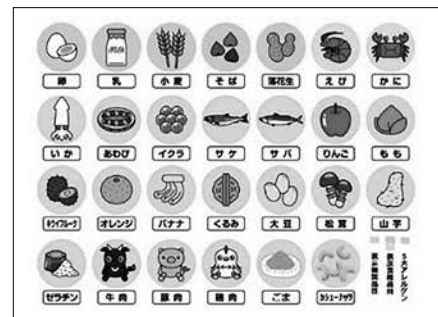 卵 乳 小麦 そば 落花生 えび かに
いか あわび イクラ サケ サバ りんご もも
キウイフルーツ オレンジ バナナ くるみ 大豆 松茸 山芋
ゼラチン 牛肉 豚肉 鶏肉 ごま カシューナッツ